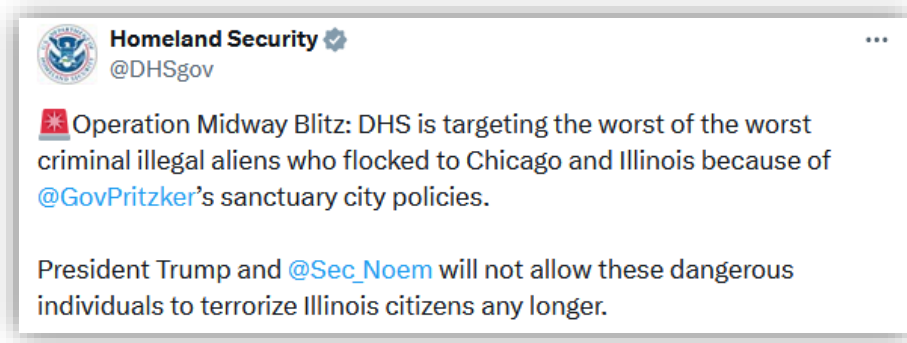 Homeland Security
@DHSgov
🚨Operation Midway Blitz: DHS is targeting the worst of the worst
criminal illegal aliens who flocked to Chicago and Illinois because of
@GovPritzker’s sanctuary city policies.
President Trump and @Sec_Noem will not allow these dangerous
individuals to terrorize Illinois citizens any longer.